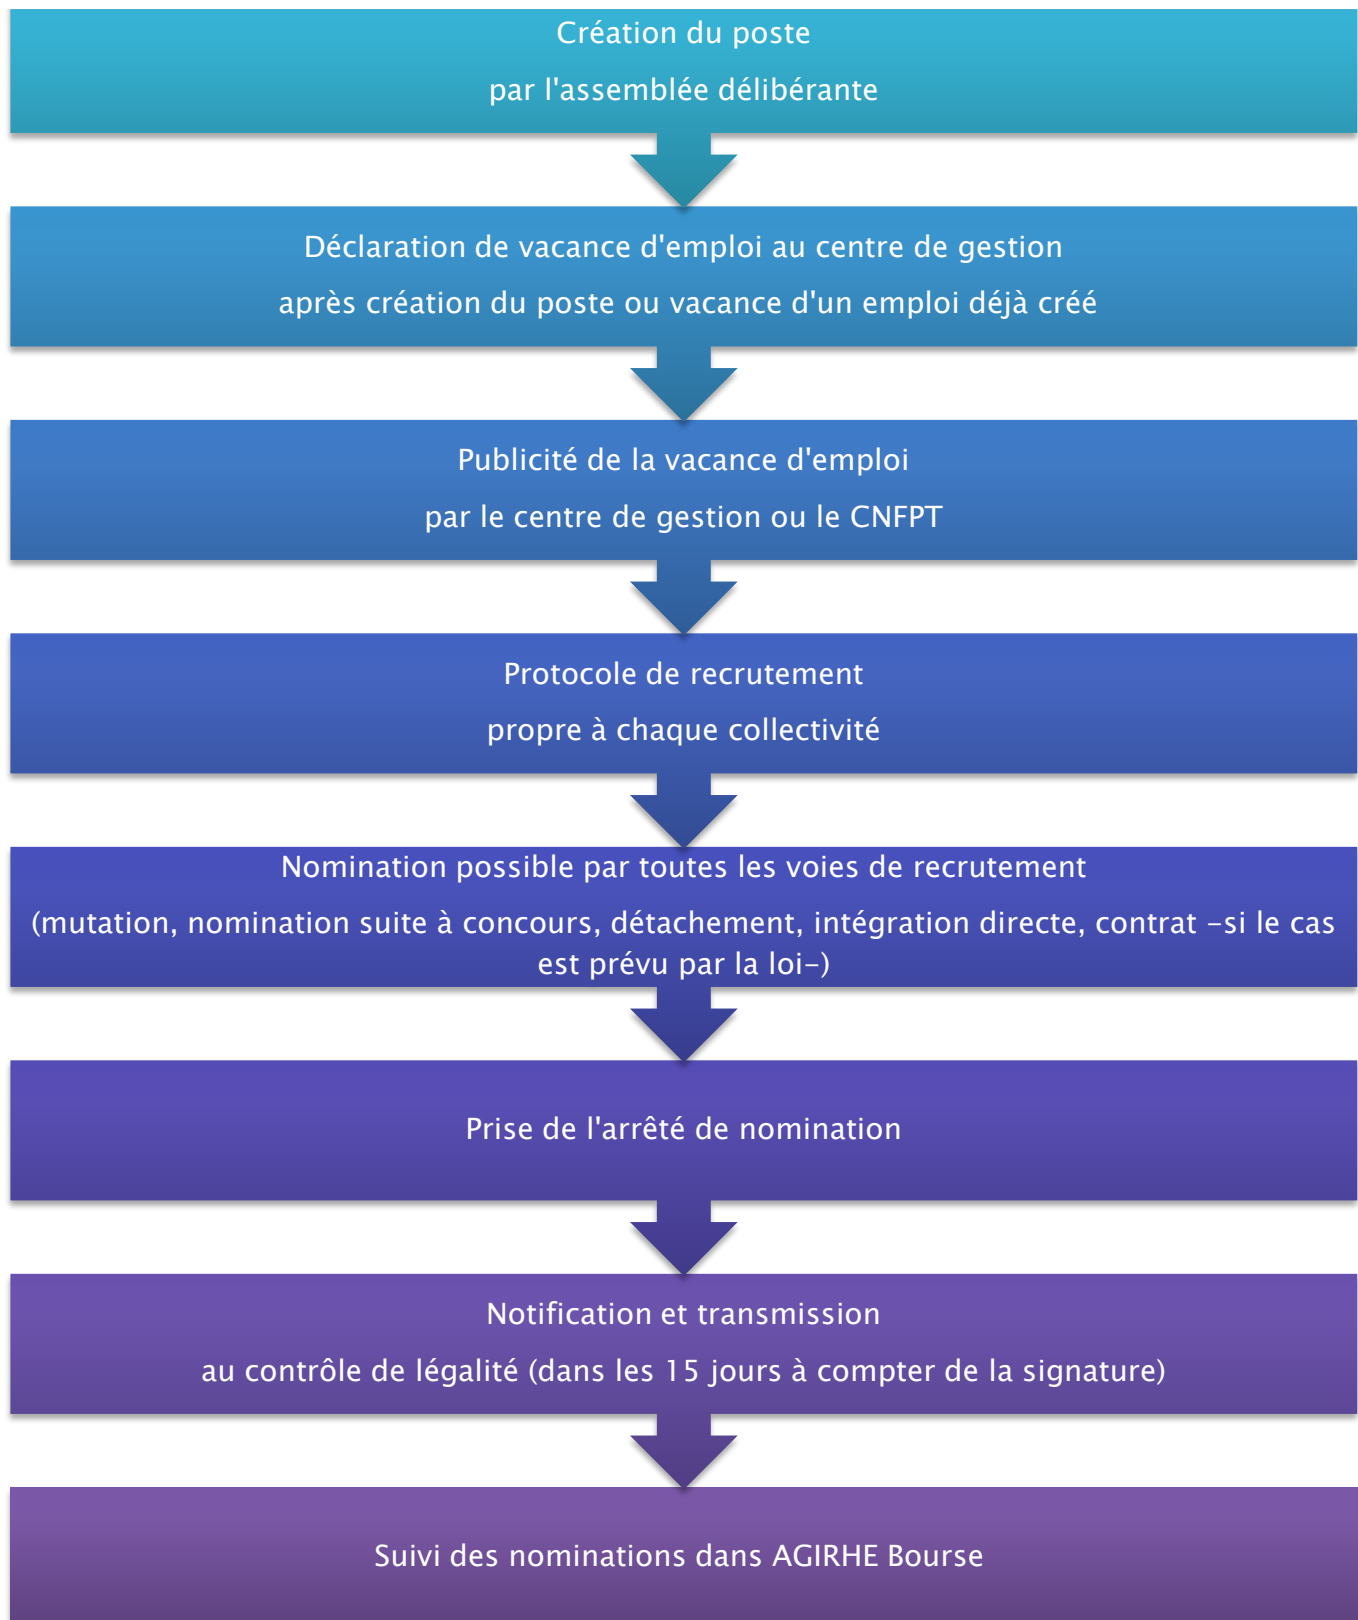 Création du poste
par l'assemblée délibérante
Déclaration de vacance d'emploi au centre de gestion
après création du poste ou vacance d'un emploi déjà créé
Publicité de la vacance d'emploi
par le centre de gestion ou le CNFPT
Protocole de recrutement
propre à chaque collectivité
Nomination possible par toutes les voies de recrutement
(mutation, nomination suite à concours, détachement, intégration directe, contrat -si le cas
est prévu par la loi-)
Prise de l'arrêté de nomination
Notification et transmission
au contrôle de légalité (dans les 15 jours à compter de la signature)
Suivi des nominations dans AGIRHE Bourse